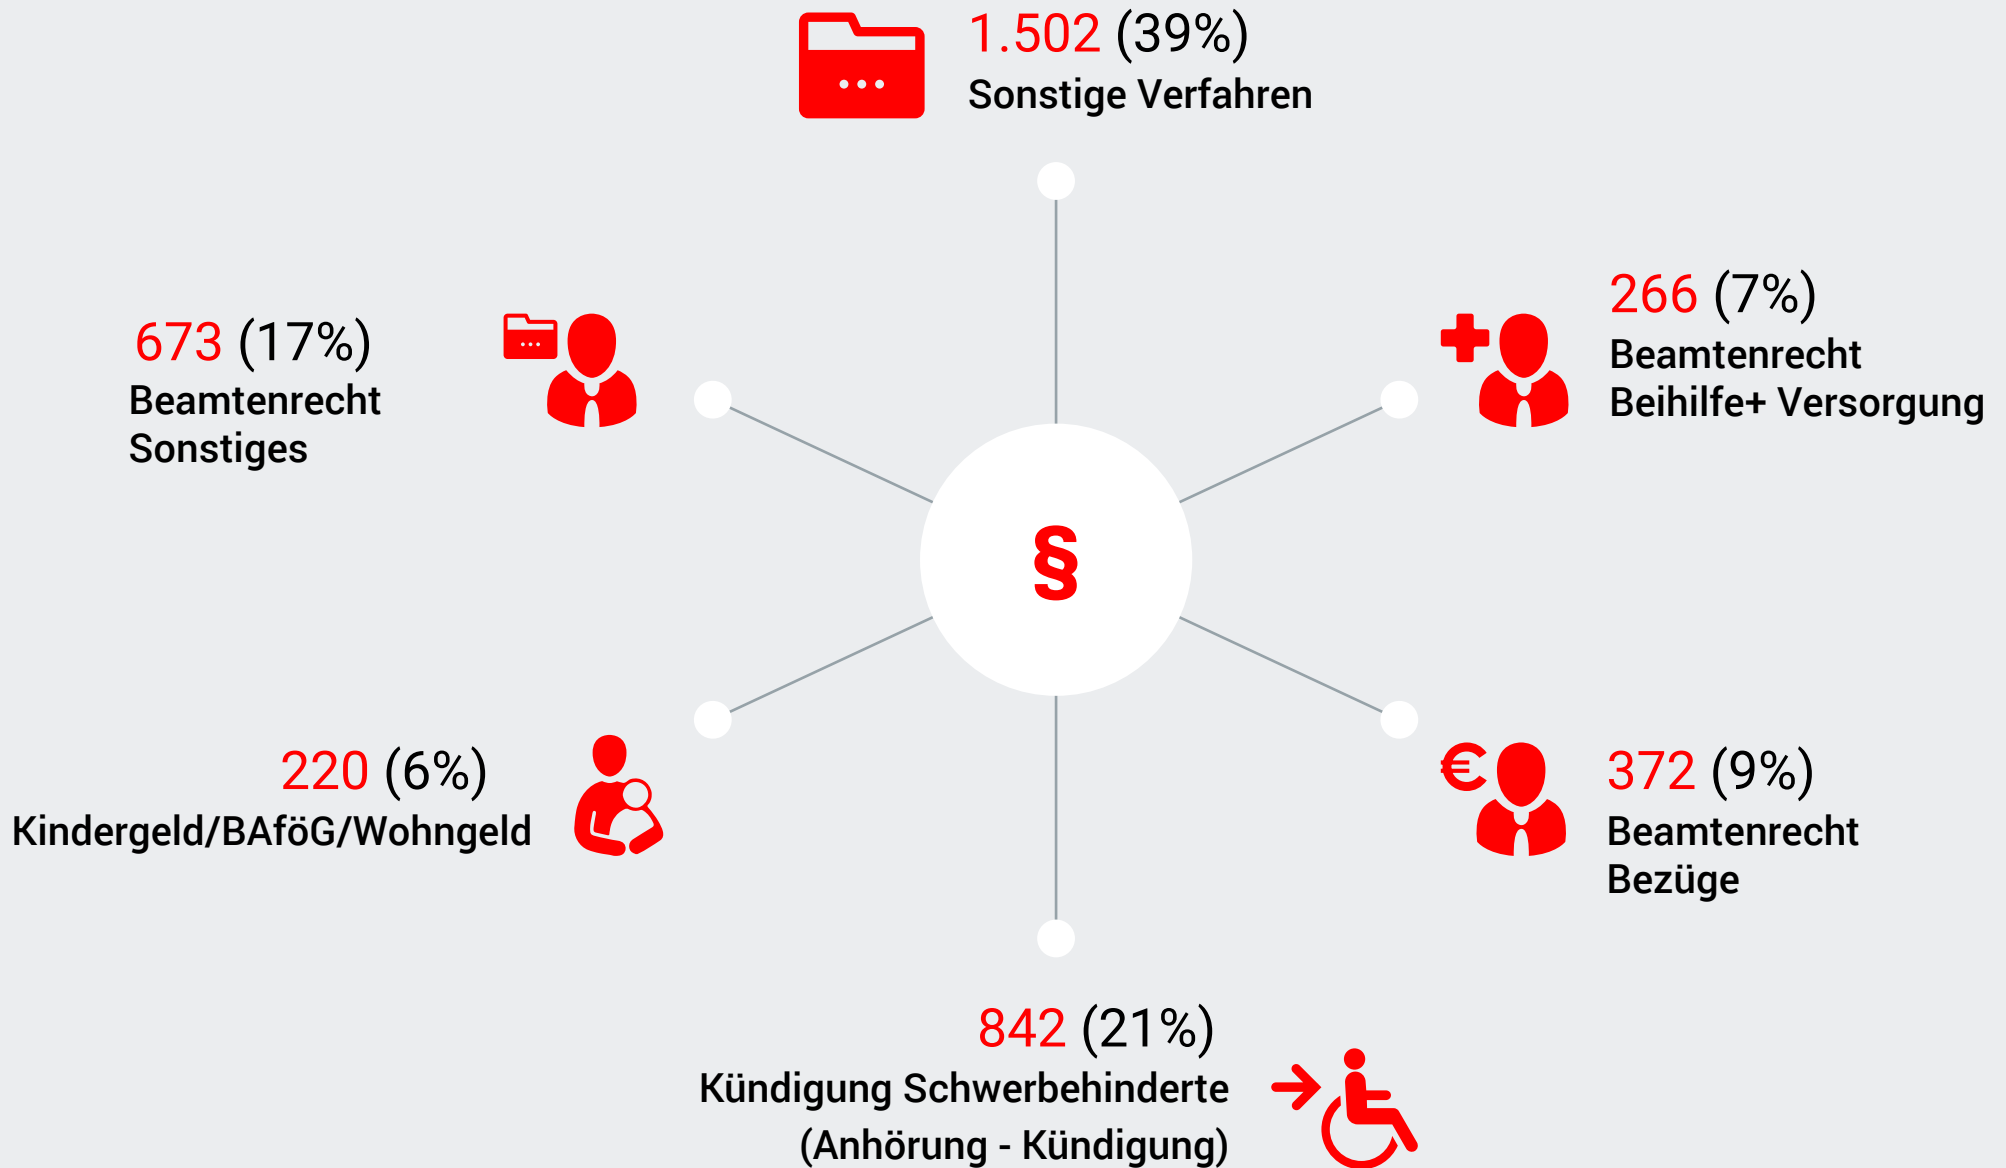 1.502 (39%)
Sonstige Verfahren
266 (7%)
Beamtenrecht
Beihilfe+ Versorgung
673 (17%)
Beamtenrecht
Sonstiges
§
220 (6%)
Kindergeld/BAföG/Wohngeld
€
372 (9%)
Beamtenrecht
Bezüge
842 (21%)
Kündigung Schwerbehinderte
(Anhörung - Kündigung)